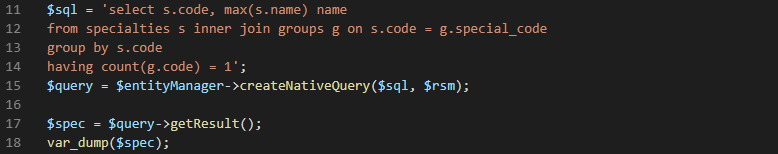 11 $sql = 'select s.code, max(s.name) name
12 from specialties s inner join groups g on s.code = g.special_code
13 group by s.code
14 having count(g.code) = 1';
15 $query = $entityManager->createNativeQuery($sql, $rsm);
16
17 $spec = $query->getResult();
18 var_dump($spec);